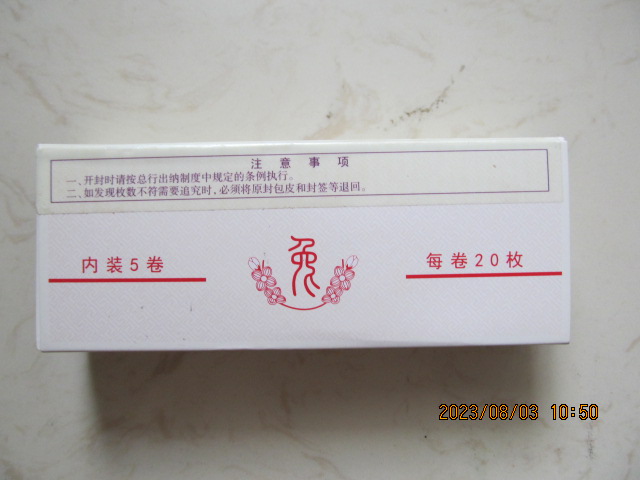 注意事项
一、开封时请按总行出纳制度中规定的条例执行。
二、如发现枚数不符需要追究时，必须将原封包皮和封签等退回。
内装5卷
兔
每卷20枚
2023/08/03 10:50